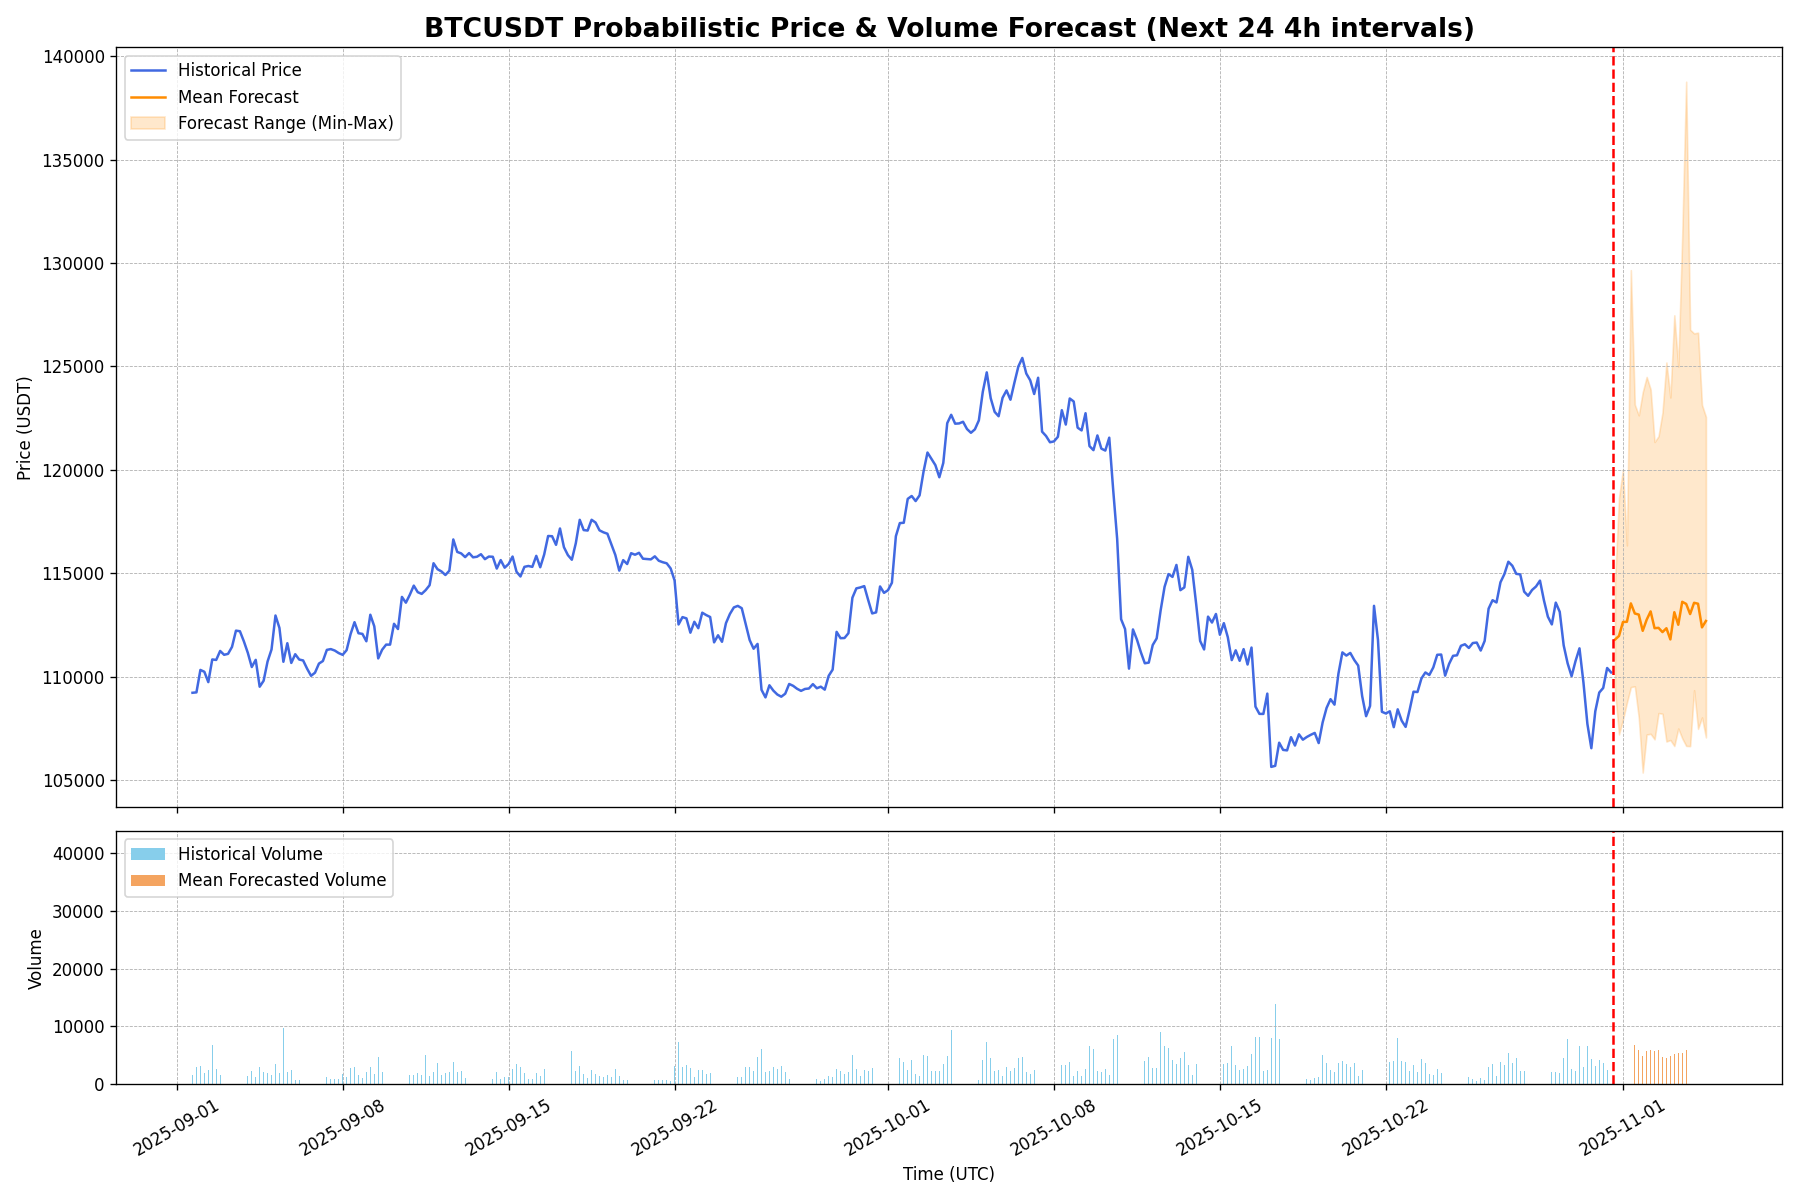 BTCUSDT Probabilistic Price & Volume Forecast (Next 24 4h intervals)
Historical Price
Mean Forecast
Forecast Range (Min-Max)
140000
135000
130000
125000
120000
115000
110000
105000
Price (USDT)
Historical Volume
Mean Forecasted Volume
40000
30000
20000
10000
0
Volume
2025-09-01
2025-09-08
2025-09-15
2025-09-22
2025-10-01
2025-10-08
2025-10-15
2025-10-22
2025-11-01
Time (UTC)